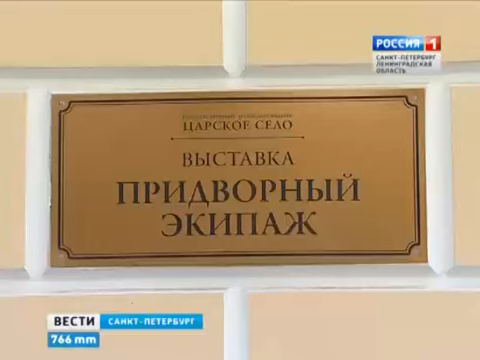 РОССИЯ 1
САНКТ-ПЕТЕРБУРГ
ЛЕНИНГРАДСКАЯ
ОБЛАСТЬ
ЦАРСКОЕ СЕЛО
ВЫСТАВКА
ПРИДВОРНЫЙ
ЭКИПАЖ
ВЕСТИ
САНКТ-ПЕТЕРБУРГ
766 mm